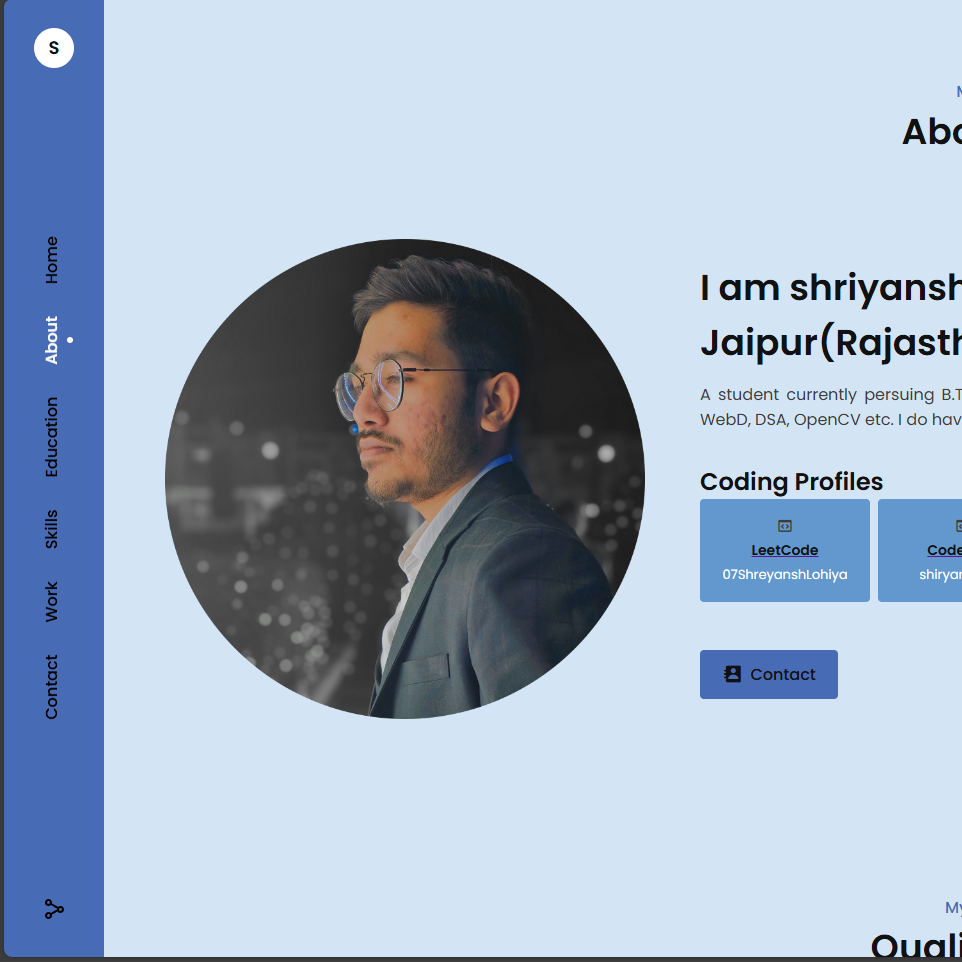 S
Home
About
Education
Skills
Work
Contact
Abo
I am shriyansh
Jaipur(Rajasth
A student currently persuing B.T
WebD, DSA, OpenCV etc. I do hav
Coding Profiles
LeetCode
07ShreyanshLohiya
Code
shiryan
Contact
My
Quali